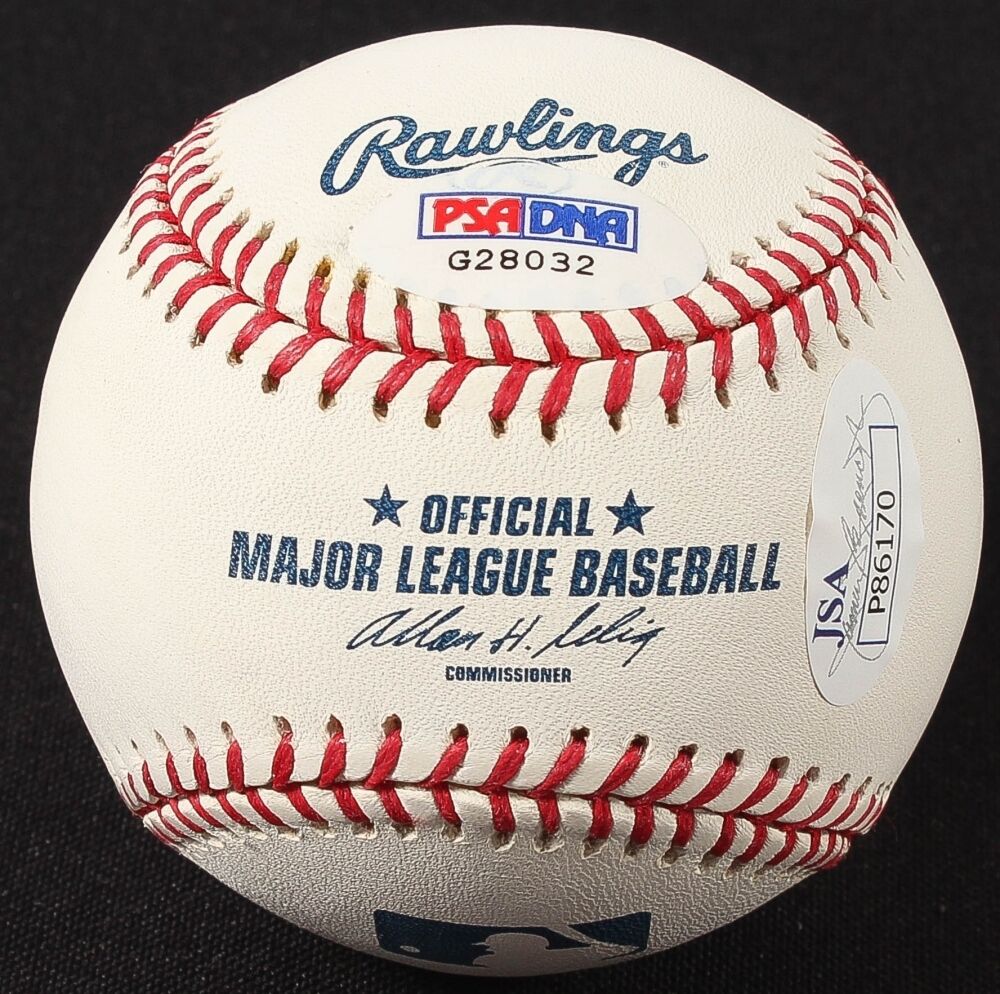 Rawlings®
PSA DNA
G28032
★ OFFICIAL ★
MAJOR LEAGUE BASEBALL
Allan H. Selig
COMMISSIONER
JSA
P86170